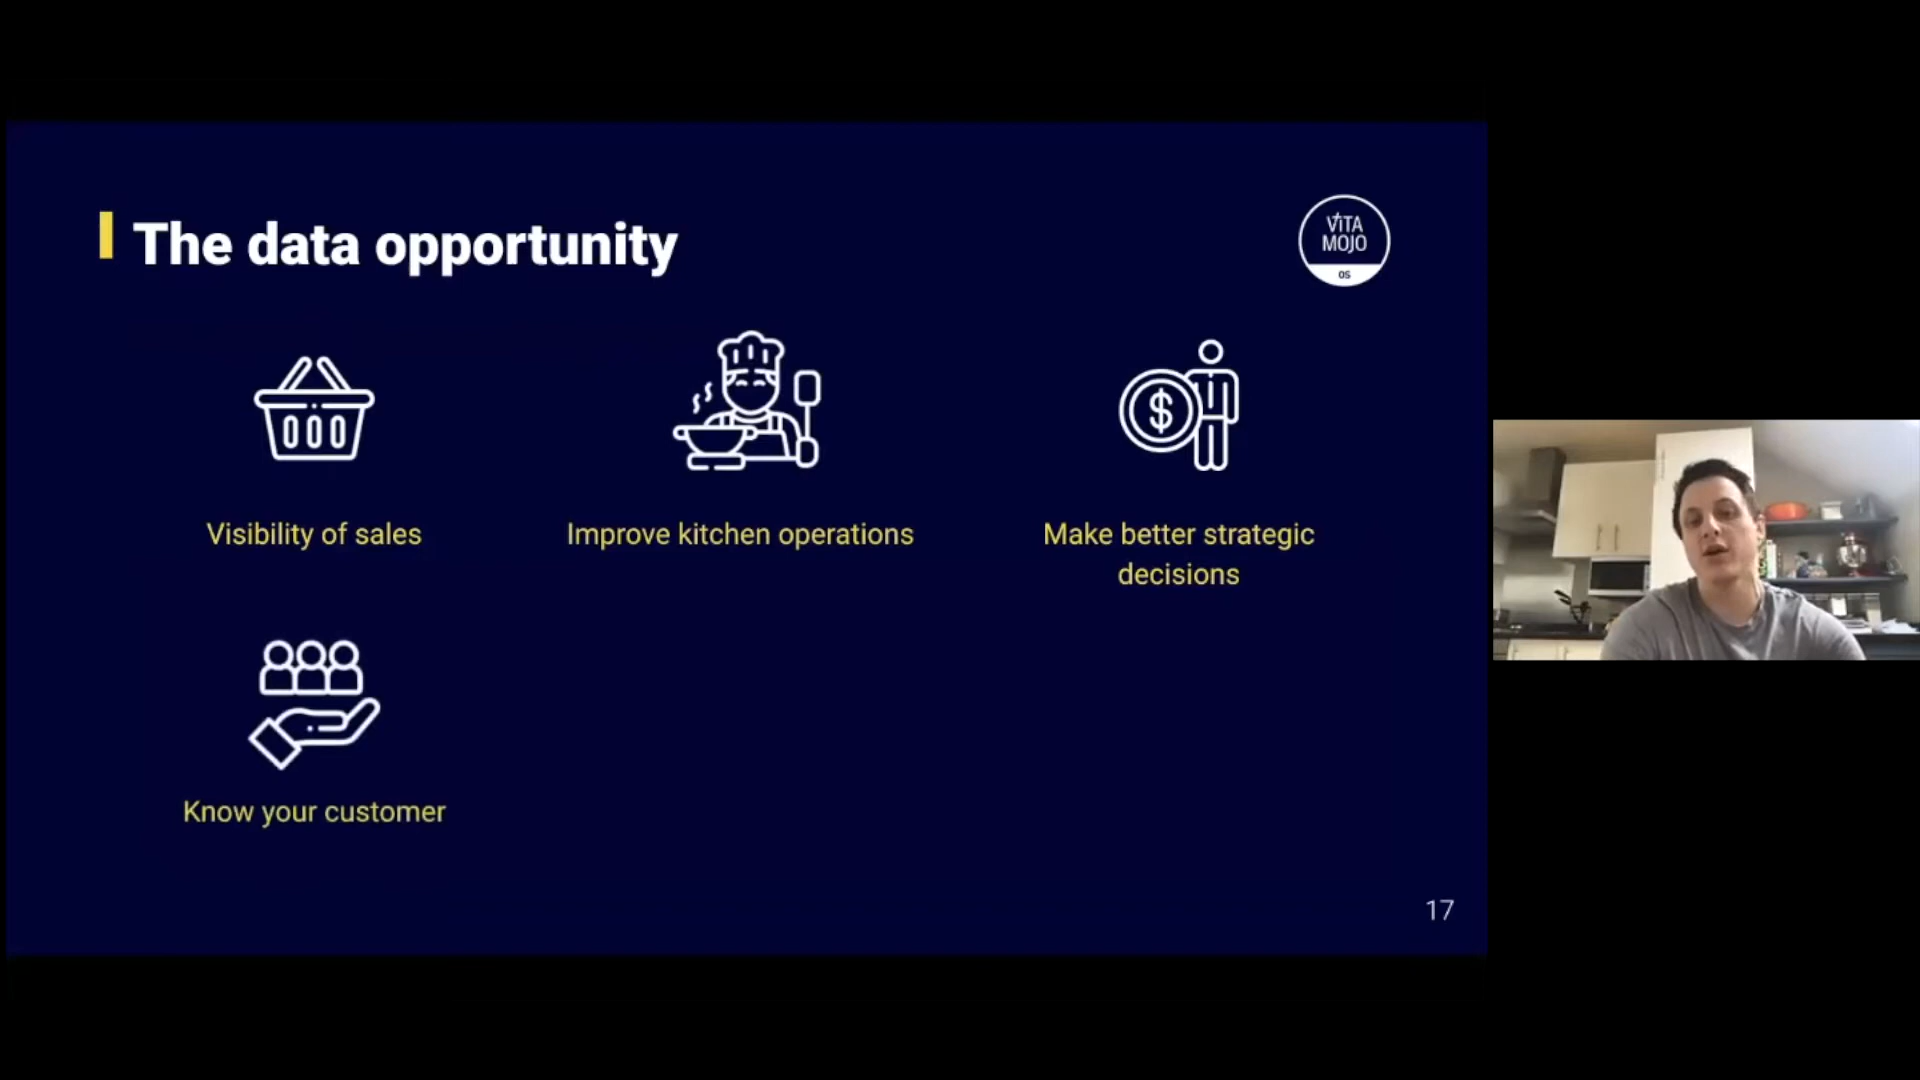 The data opportunity
VITA
MOJO
OS
$
Visibility of sales
Improve kitchen operations
Make better strategic
decisions
Know your customer
17